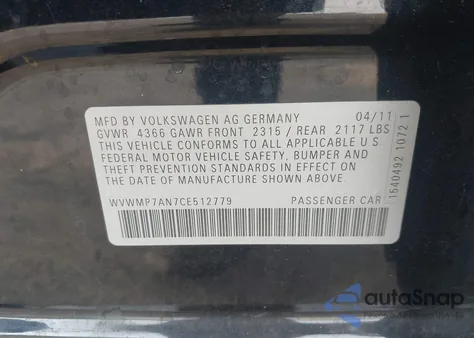 MFD BY VOLKSWAGEN AG GERMANY 04/11
GVWR 4366 GAWR FRONT 2315 / REAR 2117 LBS
THIS VEHICLE CONFORMS TO ALL APPLICABLE U.S
FEDERAL MOTOR VEHICLE SAFETY, BUMPER AND
THEFT PREVENTION STANDARDS IN EFFECT ON
THE DATE OF MANUFACTURE SHOWN ABOVE
WVWMP7AN7CE512779 PASSENGER CAR
1540492 1072 1
autoSnap